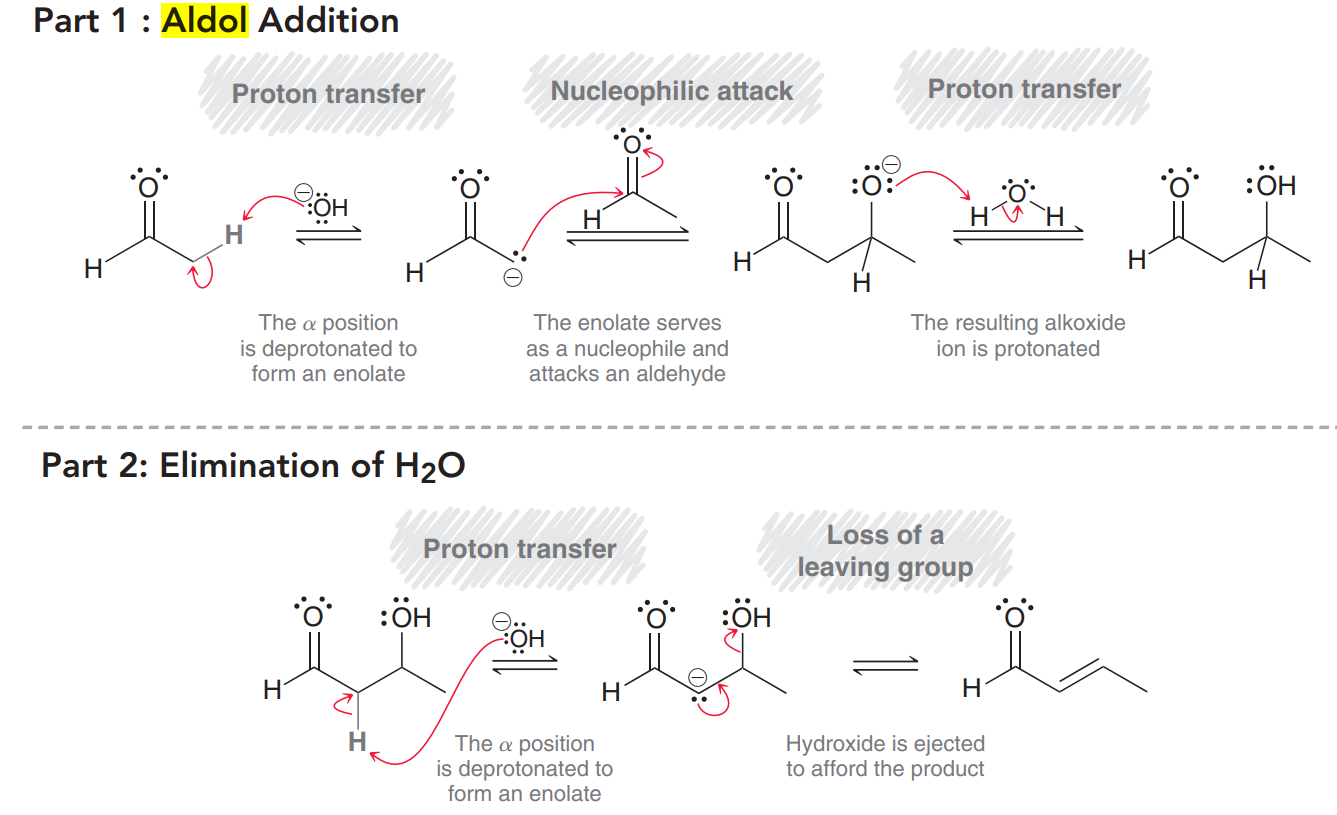 Part 1 : Aldol Addition
Proton transfer
Nucleophilic attack
Proton transfer
O
H
H
⊖
:OH
O
H
⊖
O
H
O
H
:O:
⊖
H
O
H H
O
H
:OH
H
The α position
is deprotonated to
form an enolate
The enolate serves
as a nucleophile and
attacks an aldehyde
The resulting alkoxide
ion is protonated
Part 2: Elimination of H₂O
Proton transfer
Loss of a
leaving group
O
:OH
H
H
⊖
:OH
O
:OH
H
⊖
O
H
The α position
is deprotonated to
form an enolate
Hydroxide is ejected
to afford the product